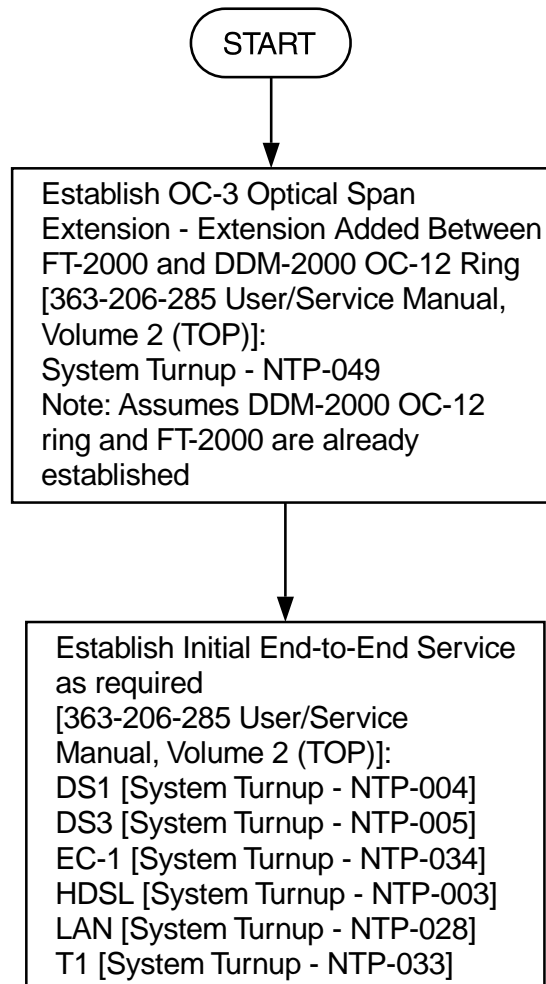 START
Establish OC-3 Optical Span
Extension - Extension Added Between
FT-2000 and DDM-2000 OC-12 Ring
[363-206-285 User/Service Manual,
Volume 2 (TOP)]:
System Turnup - NTP-049
Note: Assumes DDM-2000 OC-12
ring and FT-2000 are already
established
Establish Initial End-to-End Service
as required
[363-206-285 User/Service
Manual, Volume 2 (TOP)]:
DS1 [System Turnup - NTP-004]
DS3 [System Turnup - NTP-005]
EC-1 [System Turnup - NTP-034]
HDSL [System Turnup - NTP-003]
LAN [System Turnup - NTP-028]
T1 [System Turnup - NTP-033]